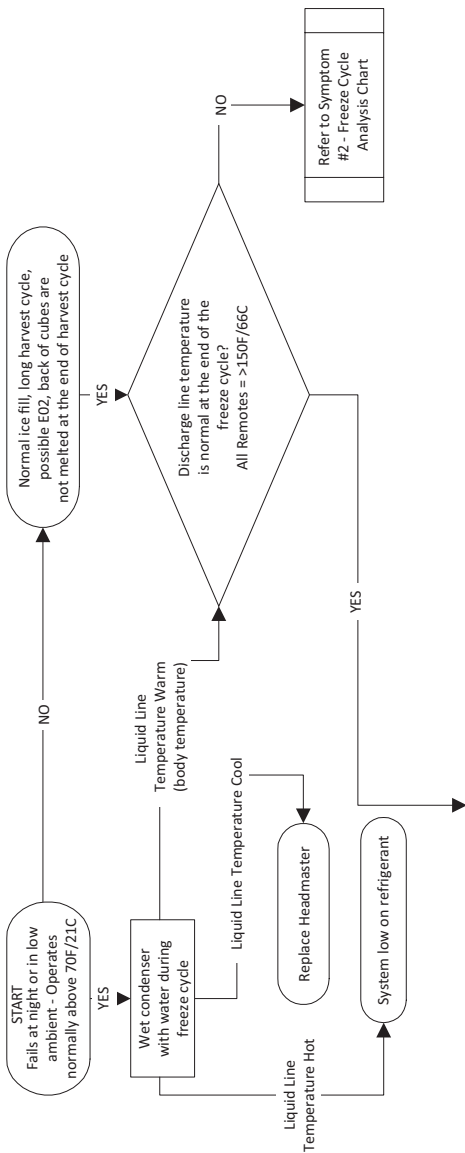 START
Fails at night or in low
ambient - Operates
normally above 70F/21C
NO
Normal ice fill, long harvest cycle,
possible E02, back of cubes are
not melted at the end of harvest cycle
YES
YES
Wet condenser
with water during
freeze cycle
Liquid Line
Temperature Warm
(body temperature)
Discharge line temperature
is normal at the end of the
freeze cycle?
All Remotes = >150F/66C
NO
Refer to Symptom
#2 - Freeze Cycle
Analysis Chart
Liquid Line Temperature Cool
Replace Headmaster
Liquid Line
Temperature Hot
System low on refrigerant
YES